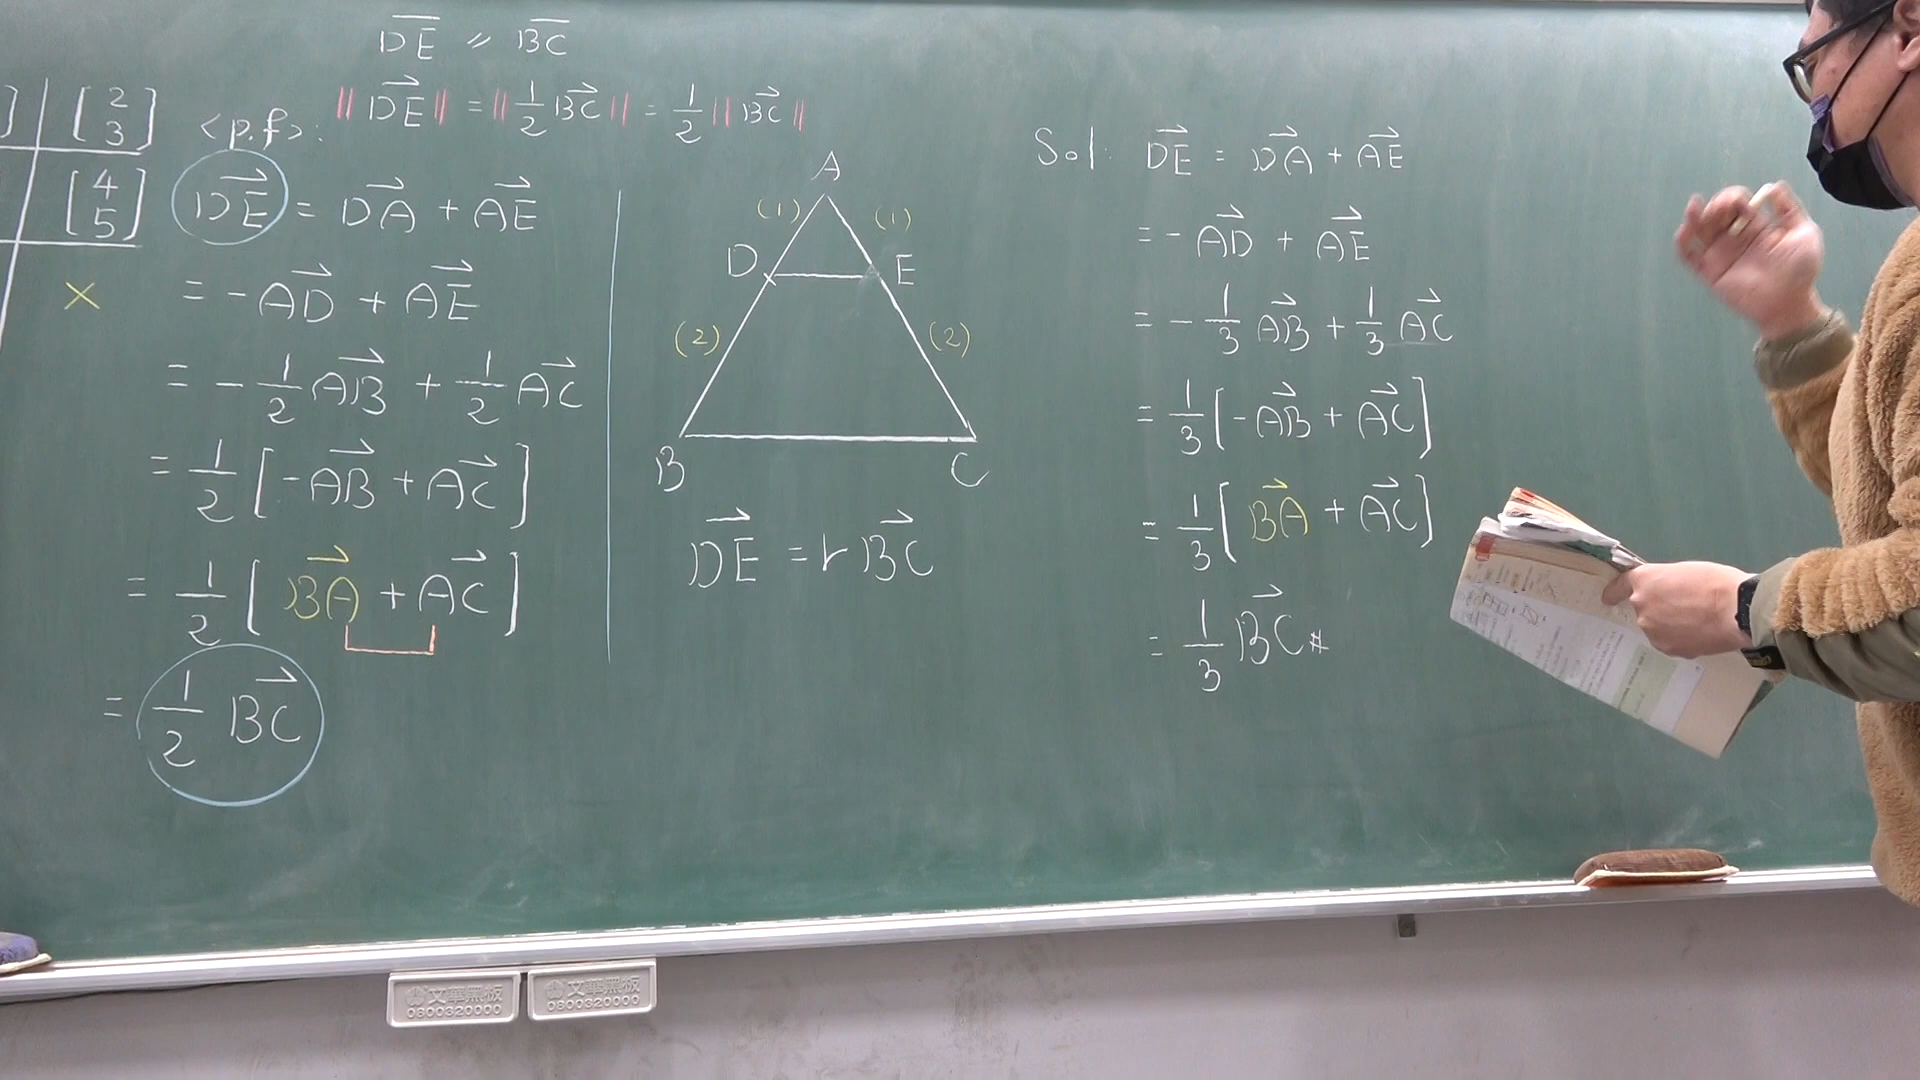 DE⃡ // BC⃡
‖DE⃗‖ = ‖1/2 BC⃗‖ = 1/2 ‖BC⃗‖
[2 3]
[4 5]
×
<p.f>:
DE⃗ = DA⃗ + AE⃗
= -AD⃗ + AE⃗
= -1/2 AB⃗ + 1/2 AC⃗
= 1/2 [-AB⃗ + AC⃗]
= 1/2 [BA⃗ + AC⃗]
= 1/2 BC⃗
A
(1) (1)
D E
(2) (2)
B C
DE⃗ = r BC⃗
Sol: DE⃗ = DA⃗ + AE⃗
= -AD⃗ + AE⃗
= -1/3 AB⃗ + 1/3 AC⃗
= 1/3 [-AB⃗ + AC⃗]
= 1/3 [BA⃗ + AC⃗]
= 1/3 BC⃗ #
文華黑板
0800320000
文華黑板
0800320000